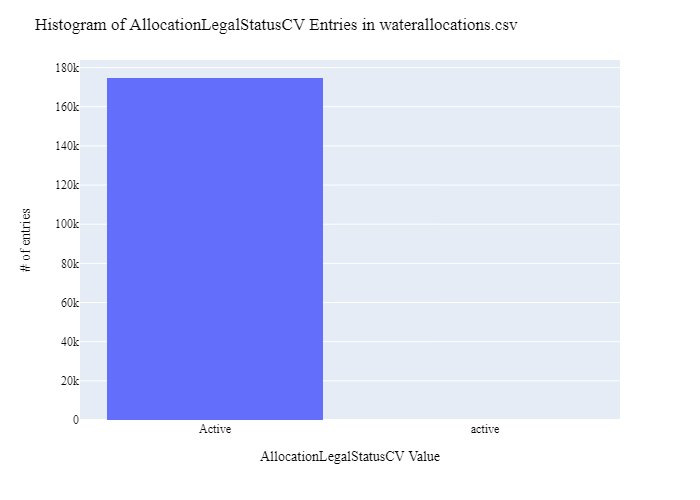 Histogram of AllocationLegalStatusCV Entries in waterallocations.csv
180k
160k
140k
120k
100k
80k
60k
40k
20k
0
# of entries
Active
active
AllocationLegalStatusCV Value